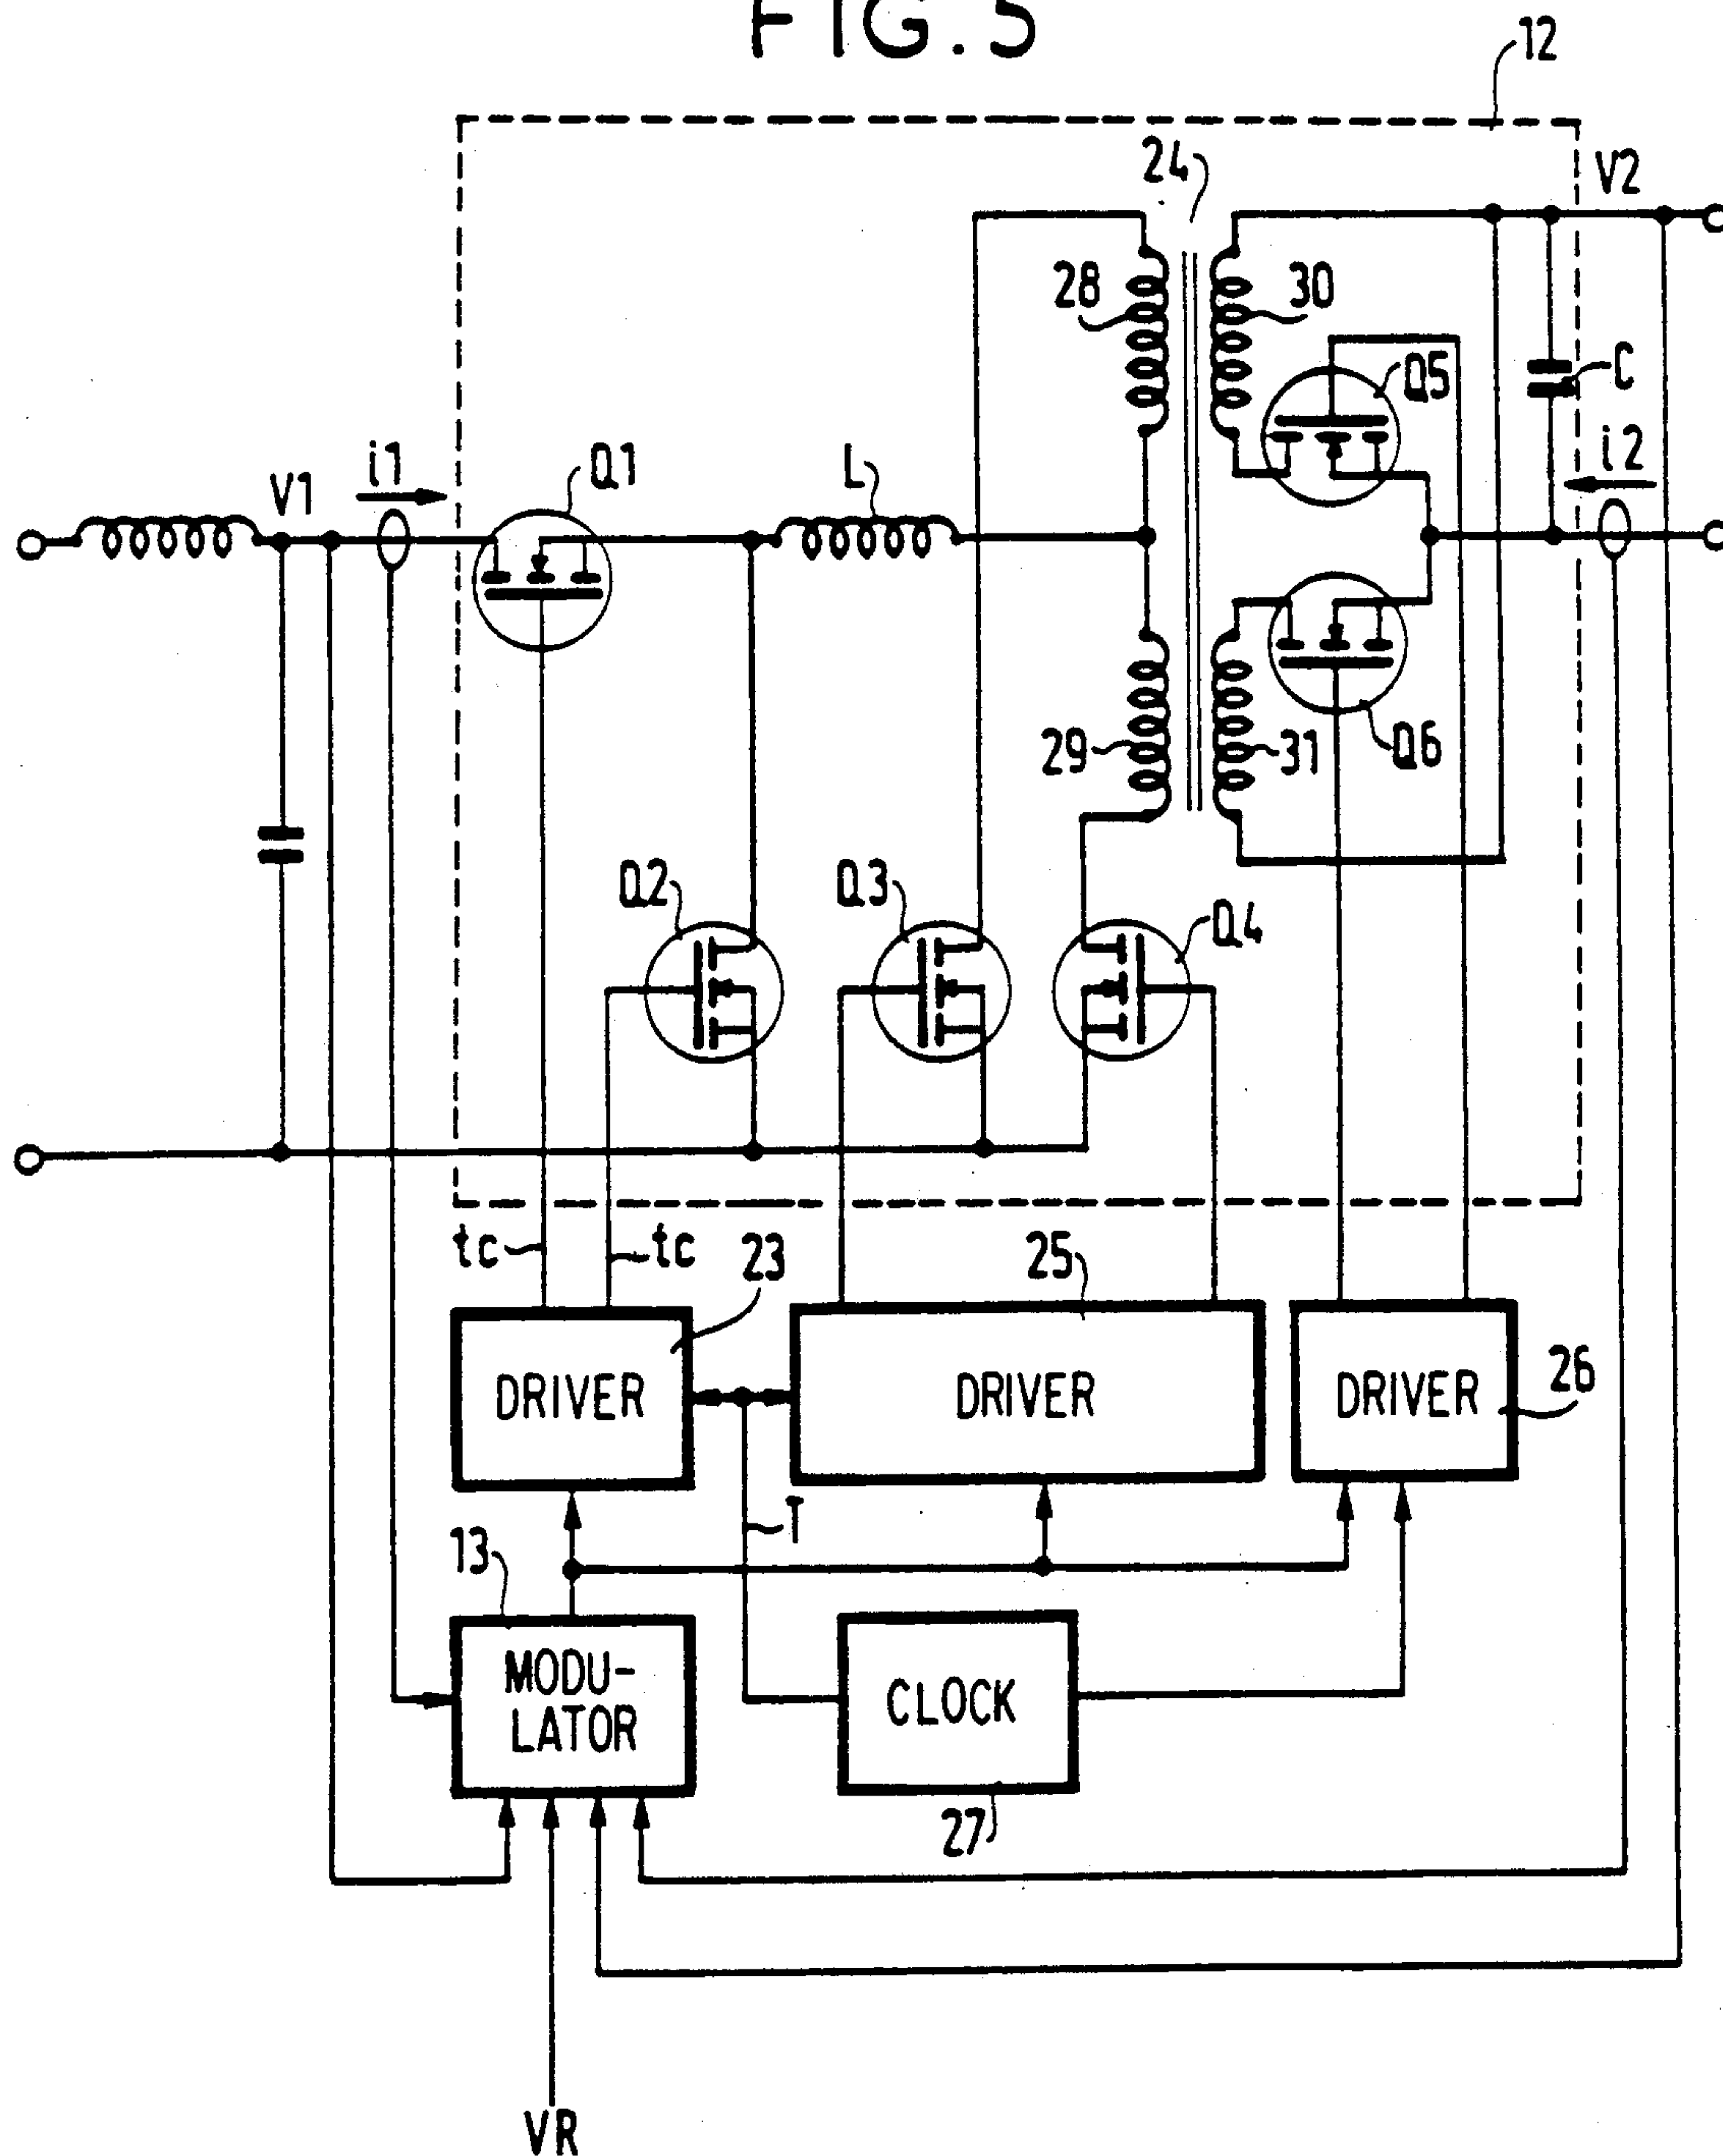 FIG. 5
12
24
V2
28
30
Q5
C
i1
Q1
L
i2
V1
29
31
Q6
Q2
Q3
Q4
tc
tc
23
25
DRIVER
DRIVER
DRIVER
26
T
13
MODU-
LATOR
CLOCK
27
VR